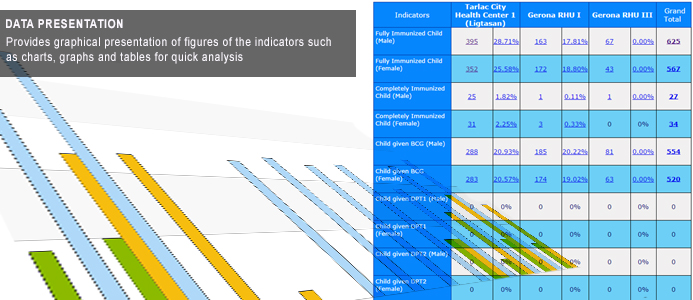 DATA PRESENTATION
Provides graphical presentation of figures of the indicators such
as charts, graphs and tables for quick analysis
Indicators Tarlac City Health Center 1 (Ligtasan) Gerona RHU I Gerona RHU III Grand Total
Fully Immunized Child (Male) 395 28.71% 163 17.81% 67 0.00% 625
Fully Immunized Child (Female) 352 25.58% 172 18.80% 43 0.00% 567
Completely Immunized Child (Male) 25 1.82% 1 0.11% 1 0.00% 27
Completely Immunized Child (Female) 31 2.25% 3 0.33% 0 0% 34
Child given BCG (Male) 288 20.93% 185 20.22% 81 0.00% 554
Child given BCG (Female) 283 20.57% 174 19.02% 63 0.00% 520
Child given DPT1 (Male) 0 0% 0 0% 0 0% 0
Child given DPT1 (Female) 0 0% 0 0% 0 0% 0
Child given DPT2 (Male) 0 0% 0 0% 0 0% 0
Child given DPT2 (Female) 0 0% 0 0% 0 0% 0